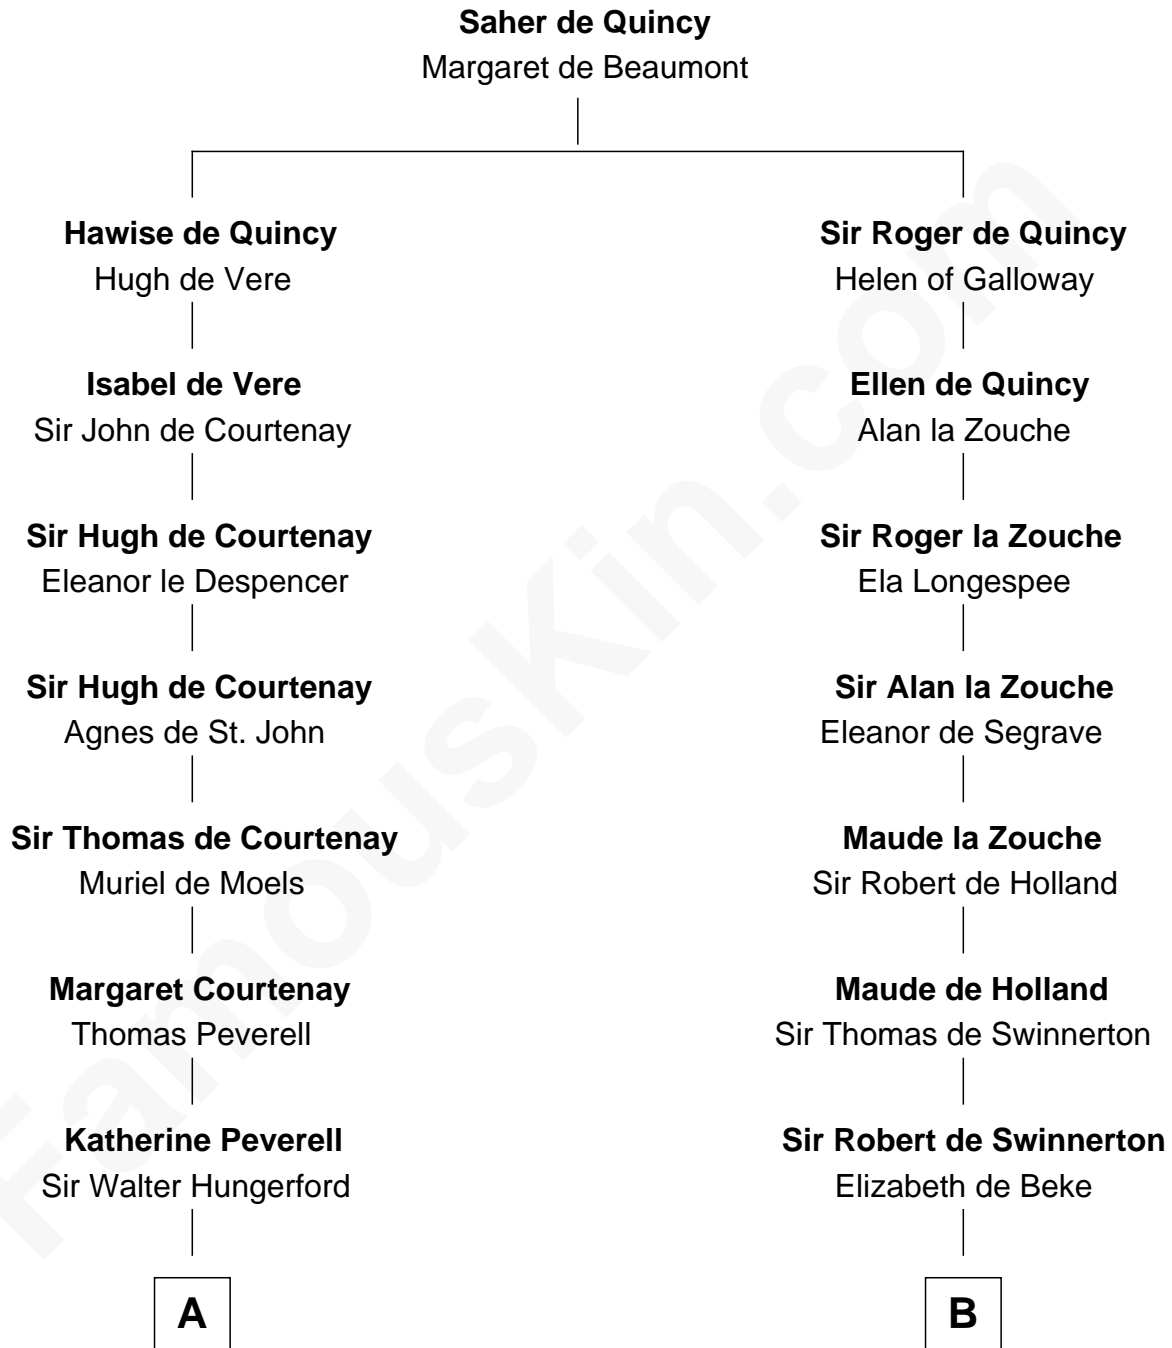 Saher de Quincy
Margaret de Beaumont
Hawise de Quincy
Hugh de Vere
Isabel de Vere
Sir John de Courtenay
Sir Hugh de Courtenay
Eleanor le Despencer
Sir Hugh de Courtenay
Agnes de St. John
Sir Thomas de Courtenay
Muriel de Moels
Margaret Courtenay
Thomas Peverell
Katherine Peverell
Sir Walter Hungerford
A
Sir Roger de Quincy
Helen of Galloway
Ellen de Quincy
Alan la Zouche
Sir Roger la Zouche
Ela Longespee
Sir Alan la Zouche
Eleanor de Segrave
Maude la Zouche
Sir Robert de Holland
Maude de Holland
Sir Thomas de Swinnerton
Sir Robert de Swinnerton
Elizabeth de Beke
B
FamousKin.com